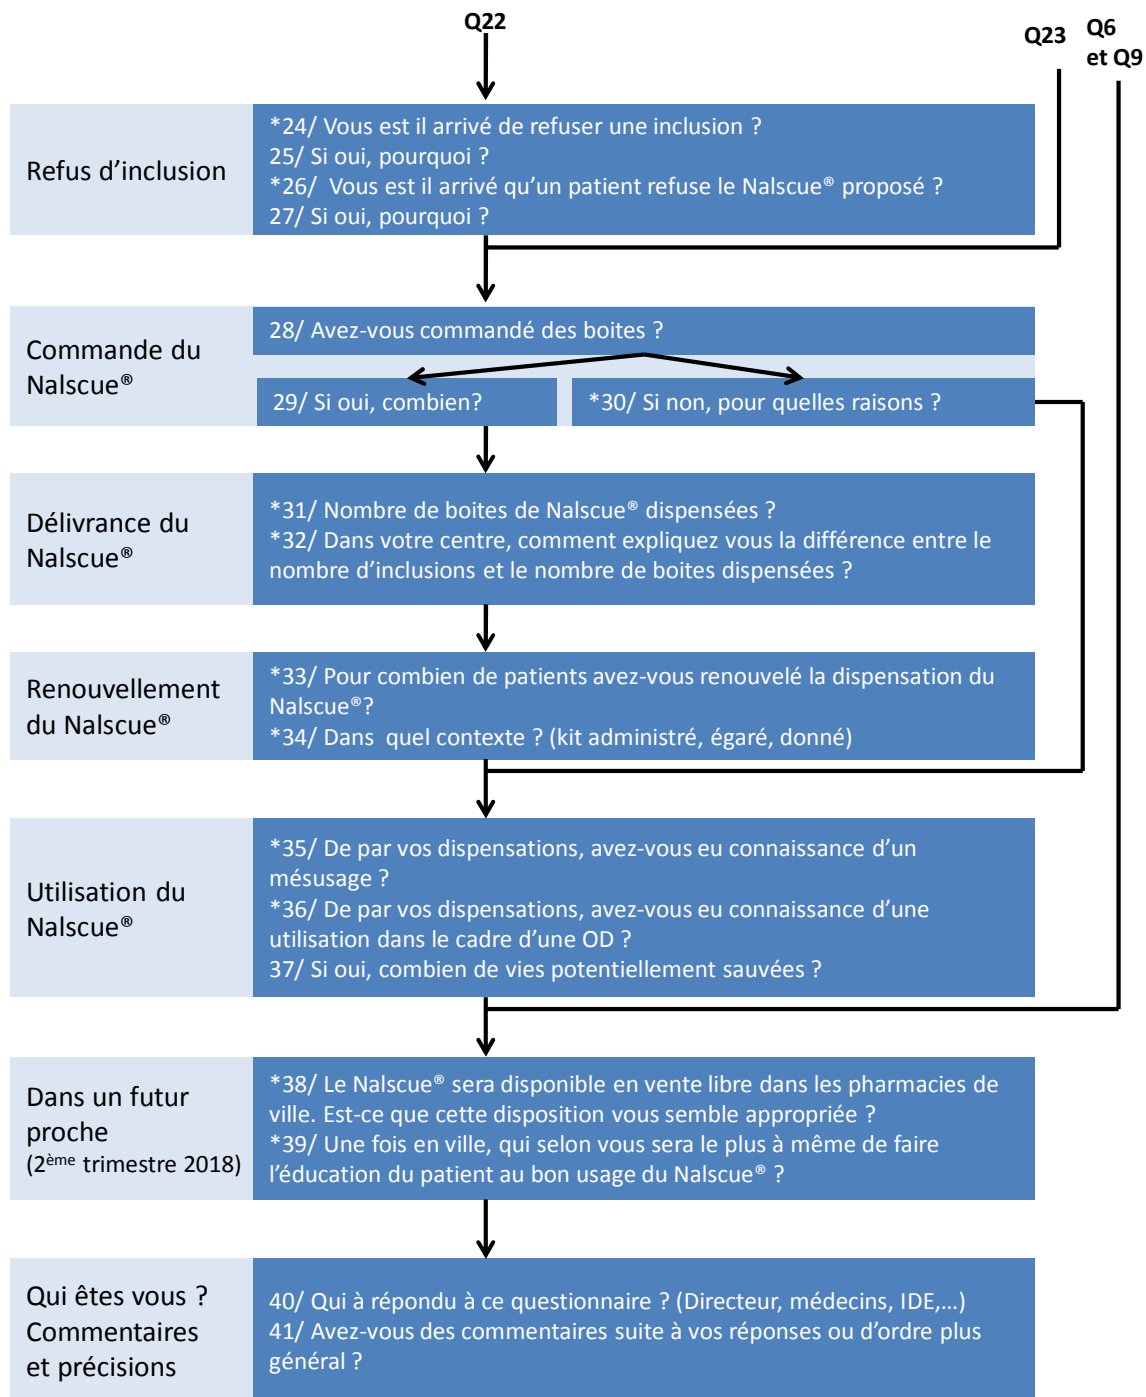 Q22
Q23
Q6
et Q9
Refus d'inclusion
*24/ Vous est il arrivé de refuser une inclusion ?
25/ Si oui, pourquoi ?
*26/  Vous est il arrivé qu'un patient refuse le Nalscue® proposé ?
27/ Si oui, pourquoi ?
Commande du
Nalscue®
28/ Avez-vous commandé des boites ?
29/ Si oui, combien?
*30/ Si non, pour quelles raisons ?
Délivrance du
Nalscue®
*31/ Nombre de boites de Nalscue® dispensées ?
*32/ Dans votre centre, comment expliquez vous la différence entre le
nombre d'inclusions et le nombre de boites dispensées ?
Renouvellement
du Nalscue®
*33/ Pour combien de patients avez-vous renouvelé la dispensation du
Nalscue®?
*34/ Dans  quel contexte ? (kit administré, égaré, donné)
Utilisation du
Nalscue®
*35/ De par vos dispensations, avez-vous eu connaissance d'un
mésusage ?
*36/ De par vos dispensations, avez-vous eu connaissance d'une
utilisation dans le cadre d'une OD ?
37/ Si oui, combien de vies potentiellement sauvées ?
Dans un futur
proche
(2ème trimestre 2018)
*38/ Le Nalscue® sera disponible en vente libre dans les pharmacies de
ville. Est-ce que cette disposition vous semble appropriée ?
*39/ Une fois en ville, qui selon vous sera le plus à même de faire
l'éducation du patient au bon usage du Nalscue® ?
Qui êtes vous ?
Commentaires
et précisions
40/ Qui à répondu à ce questionnaire ? (Directeur, médecins, IDE,…)
41/ Avez-vous des commentaires suite à vos réponses ou d'ordre plus
général ?